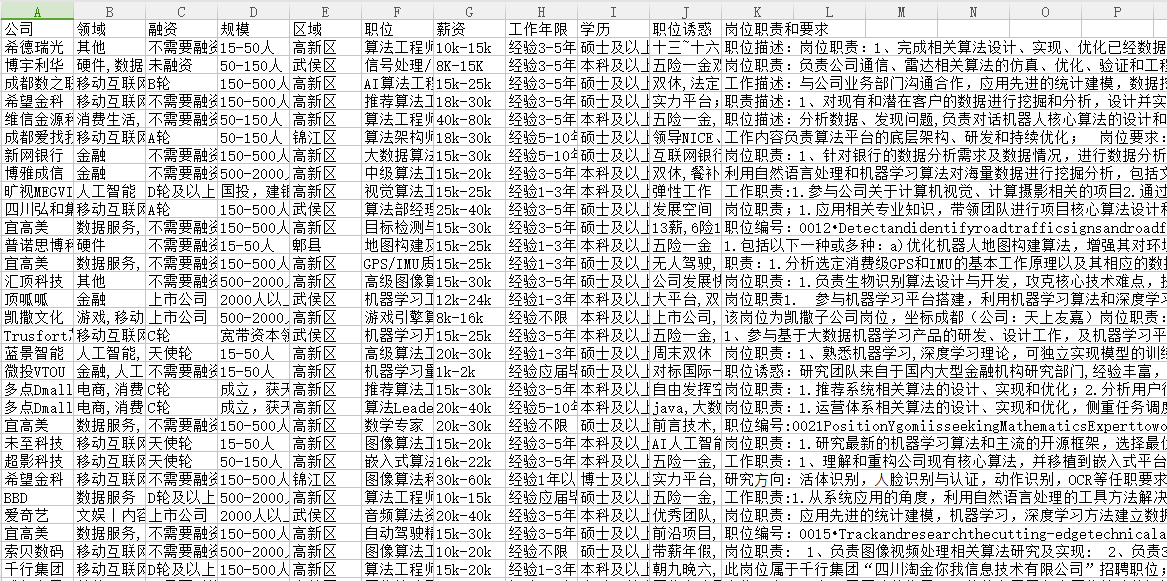 A B C D E F G H I J K L M N O P
公司 领域 融资 规模 区域 职位 薪资 工作年限 学历 职位诱惑 岗位职责和要求
希德瑞光 其他 不需要融资 15-50人 高新区 算法工程师 10k-15k 经验3-5年 硕士及以上 十三~十六 职位描述：岗位职责：1、完成相关算法设计、实现、优化已经数据
博宇利华 硬件,数据 未融资 50-150人 武侯区 信号处理/ 8K-15K 经验3-5年 硕士及以上 五险一金双 岗位职责：负责公司通信、雷达相关算法的仿真、优化、验证和工程
成都数之联 移动互联网 B轮 150-500人 高新区 AI算法工程 15k-25k 经验3-5年 硕士及以上 双休,法定 工作描述：与公司业务部门沟通合作，应用先进的统计建模，数据挖
希望金科 移动互联网 不需要融资 150-500人 高新区 推荐算法工 18k-30k 经验3-5年 硕士及以上 实力平台； 职责描述：1、对现有和潜在客户的数据进行挖掘和分析，设计并实
维信金源科 消费生活, 不需要融资 150-500人 高新区 算法工程师 40k-80k 经验3-5年 硕士及以上 五险一金, 职位描述：分析数据、发现问题,负责对话机器人核心算法的设计和
成都爱找找 移动互联网 A轮 50-150人 锦江区 算法架构师 18k-30k 经验5-10年 硕士及以上 领导NICE、 工作内容负责算法平台的底层架构、研发和持续优化； 岗位要求：
新网银行 金融 不需要融资 150-500人 高新区 大数据算法 15k-30k 经验5-10年 硕士及以上 互联网银行 岗位职责：1、针对银行的数据分析需求及数据情况，进行数据分析
博雅成信 金融 不需要融资 500-2000人 高新区 中级算法工 15k-20k 经验3-5年 硕士及以上 双休,餐补 利用自然语言处理和机器学习算法对海量数据进行挖掘分析，包括文
旷视MEGVI 人工智能 D轮及以上 国投，建银 高新区 视觉算法工 15k-25k 经验1-3年 硕士及以上 弹性工作 工作职责:1.参与公司关于计算机视觉、计算摄影相关的项目2.通过
四川弘和集 移动互联网 A轮 150-500人 武侯区 算法部经理 25k-40k 经验3-5年 硕士及以上 发展空间 岗位职责；1.应用相关专业知识，带领团队进行项目核心算法设计和
宜高美 数据服务, 不需要融资 150-500人 高新区 目标检测与 15k-30k 经验3-5年 硕士及以上 13薪,6险1 职位编号：0012•Detectandidentifyroadtrafficsignsandroadf
普诺思博科 硬件 不需要融资 15-50人 郫县 地图构建及 15k-25k 经验1-3年 硕士及以上 五险一金 1.包括以下一种或多种：a)优化机器人地图构建算法，增强其对环境
宜高美 数据服务, 不需要融资 150-500人 高新区 GPS/IMU质 15k-25k 经验1-3年 硕士及以上 无人驾驶, 职责：1.分析选定消费级GPS和IMU的基本工作原理以及其相应的数据
汇顶科技 其他 不需要融资 500-2000人 高新区 高级图像算 15k-30k 经验3-5年 硕士及以上 公司发展快 岗位职责：1.负责生物识别算法设计与开发，攻克核心技术难点，提
顶呱呱 金融 上市公司 2000人以上 武侯区 机器学习工 12k-24k 经验1-3年 硕士及以上 大平台,双 岗位职责1. 参与机器学习平台搭建，利用机器学习算法和深度学习
凯撒文化 游戏,移动 上市公司 500-2000人 武侯区 游戏引擎算 8k-16k 经验不限 本科及以上 上市公司, 该岗位为凯撒子公司岗位，坐标成都（公司：天上友嘉）岗位职责：
Trusfort 移动互联网 C轮 宽带资本领 武侯区 机器学习开 15k-25k 经验3-5年 本科及以上 五险一金, 1、参与基于大数据机器学习产品的研发、设计工作，及机器学习平
蓝景智能 人工智能, 天使轮 15-50人 高新区 高级算法工 20k-30k 经验1-3年 本科及以上 周末双休 岗位职责：1、熟悉机器学习,深度学习理论，可独立实现模型的训练
微投VTOU 金融,人工 不需要融资 15-50人 高新区 机器学习量 1k-2k 经验应届毕 本科及以上 对标国际一 职位诱惑：研究团队来自于国内大型金融机构研究部门,经验丰富，
多点Dmall 电商,消费 C轮 成立，获天 高新区 推荐算法工 15k-30k 经验3-5年 本科及以上 自由发挥空 岗位职责：1.推荐系统相关算法的设计、实现和优化；2.分析用户行
多点Dmall 电商,消费 C轮 成立，获天 高新区 算法Leade 20k-40k 经验5-10年 本科及以上 java,大数 岗位职责：1.运营体系相关算法的设计、实现和优化，侧重任务调度
宜高美 数据服务, 不需要融资 150-500人 高新区 数学专家 20k-30k 经验不限 本科及以上 前言技术, 职位编号:0021PositionYgomiisseekingMathematicsExperttowo
未至科技 移动互联网 天使轮 15-50人 高新区 图像算法工 15k-20k 经验3-5年 本科及以上 AI人工智能 岗位职责：1.研究最新的机器学习算法和主流的开源框架，选择最优
超影科技 移动互联网 天使轮 50-150人 高新区 嵌入式算法 16k-22k 经验3-5年 本科及以上 五险一金, 工作职责：1、理解和重构公司现有核心算法，并移植到嵌入式平台
希望金科 移动互联网 不需要融资 150-500人 锦江区 图像算法科 30k-60k 经验1年以 博士及以上 实力平台, 研究方向：活体识别，人脸识别与认证，动作识别，OCR等任职要求
BBD 数据服务 D轮及以上 500-2000人 高新区 算法工程师 10k-15k 经验应届毕 本科及以上 五险一金, 工作职责:1.从系统应用的角度，利用自然语言处理的工具方法解决
爱奇艺 文娱丨内容 上市公司 2000人以上 武侯区 音频算法资 20k-40k 经验3-5年 本科及以上 优秀团队, 岗位职责：应用先进的统计建模，机器学习，深度学习方法建立数据
宜高美 数据服务, 不需要融资 150-500人 高新区 自动驾驶精 15k-30k 经验3-5年 本科及以上 前沿项目, 职位编号：0015•Trackandresearchthecutting-edgetechnicala
索贝数码 移动互联网 不需要融资 500-2000人 高新区 图像算法工 10k-20k 经验不限 本科及以上 带薪年假, 岗位职责： 1、负责图像视频处理相关算法研究及实现； 2、负责
千行集团 移动互联网 D轮及以上 500-2000人 高新区 图像算法工 15k-20k 经验3-5年 本科及以上 朝九晚六, 此岗位属于千行集团“四川淘金你我信息技术有限公司”招聘职位；